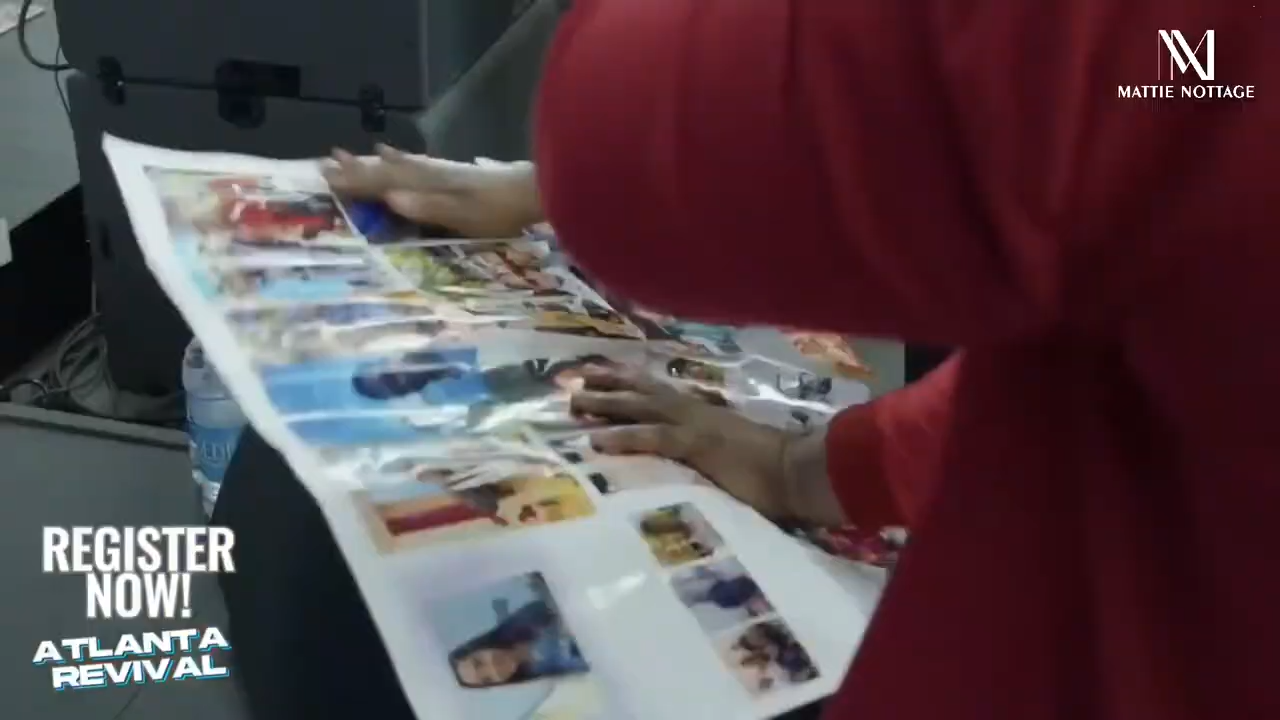 MATTIE NOTTAGE
REGISTER
NOW!
ATLANTA
REVIVAL